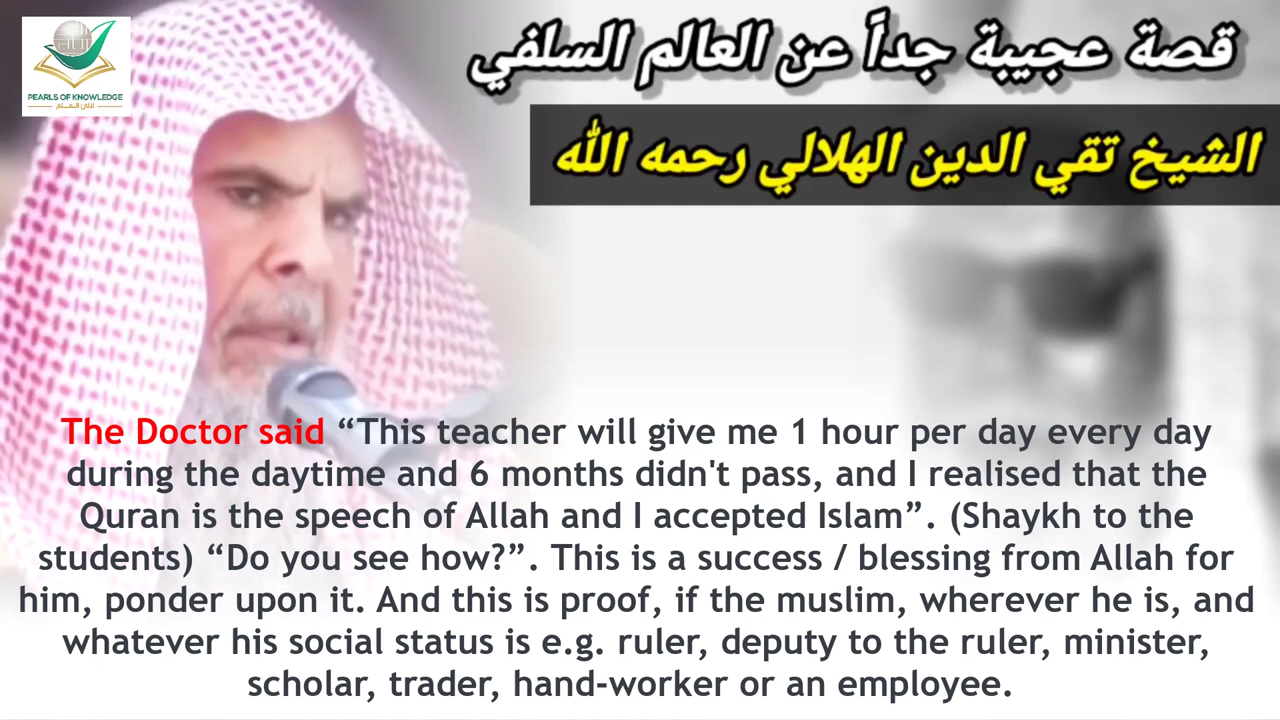 قصة عجيبة جداً عن العالم السلفي
الشيخ تقي الدين الهلالي رحمه الله
PEARLS OF KNOWLEDGE
لآلئ العلم
The Doctor said “This teacher will give me 1 hour per day every day
during the daytime and 6 months didn't pass, and I realised that the
Quran is the speech of Allah and I accepted Islam”. (Shaykh to the
students) “Do you see how?”. This is a success / blessing from Allah for
him, ponder upon it. And this is proof, if the muslim, wherever he is, and
whatever his social status is e.g. ruler, deputy to the ruler, minister,
scholar, trader, hand-worker or an employee.